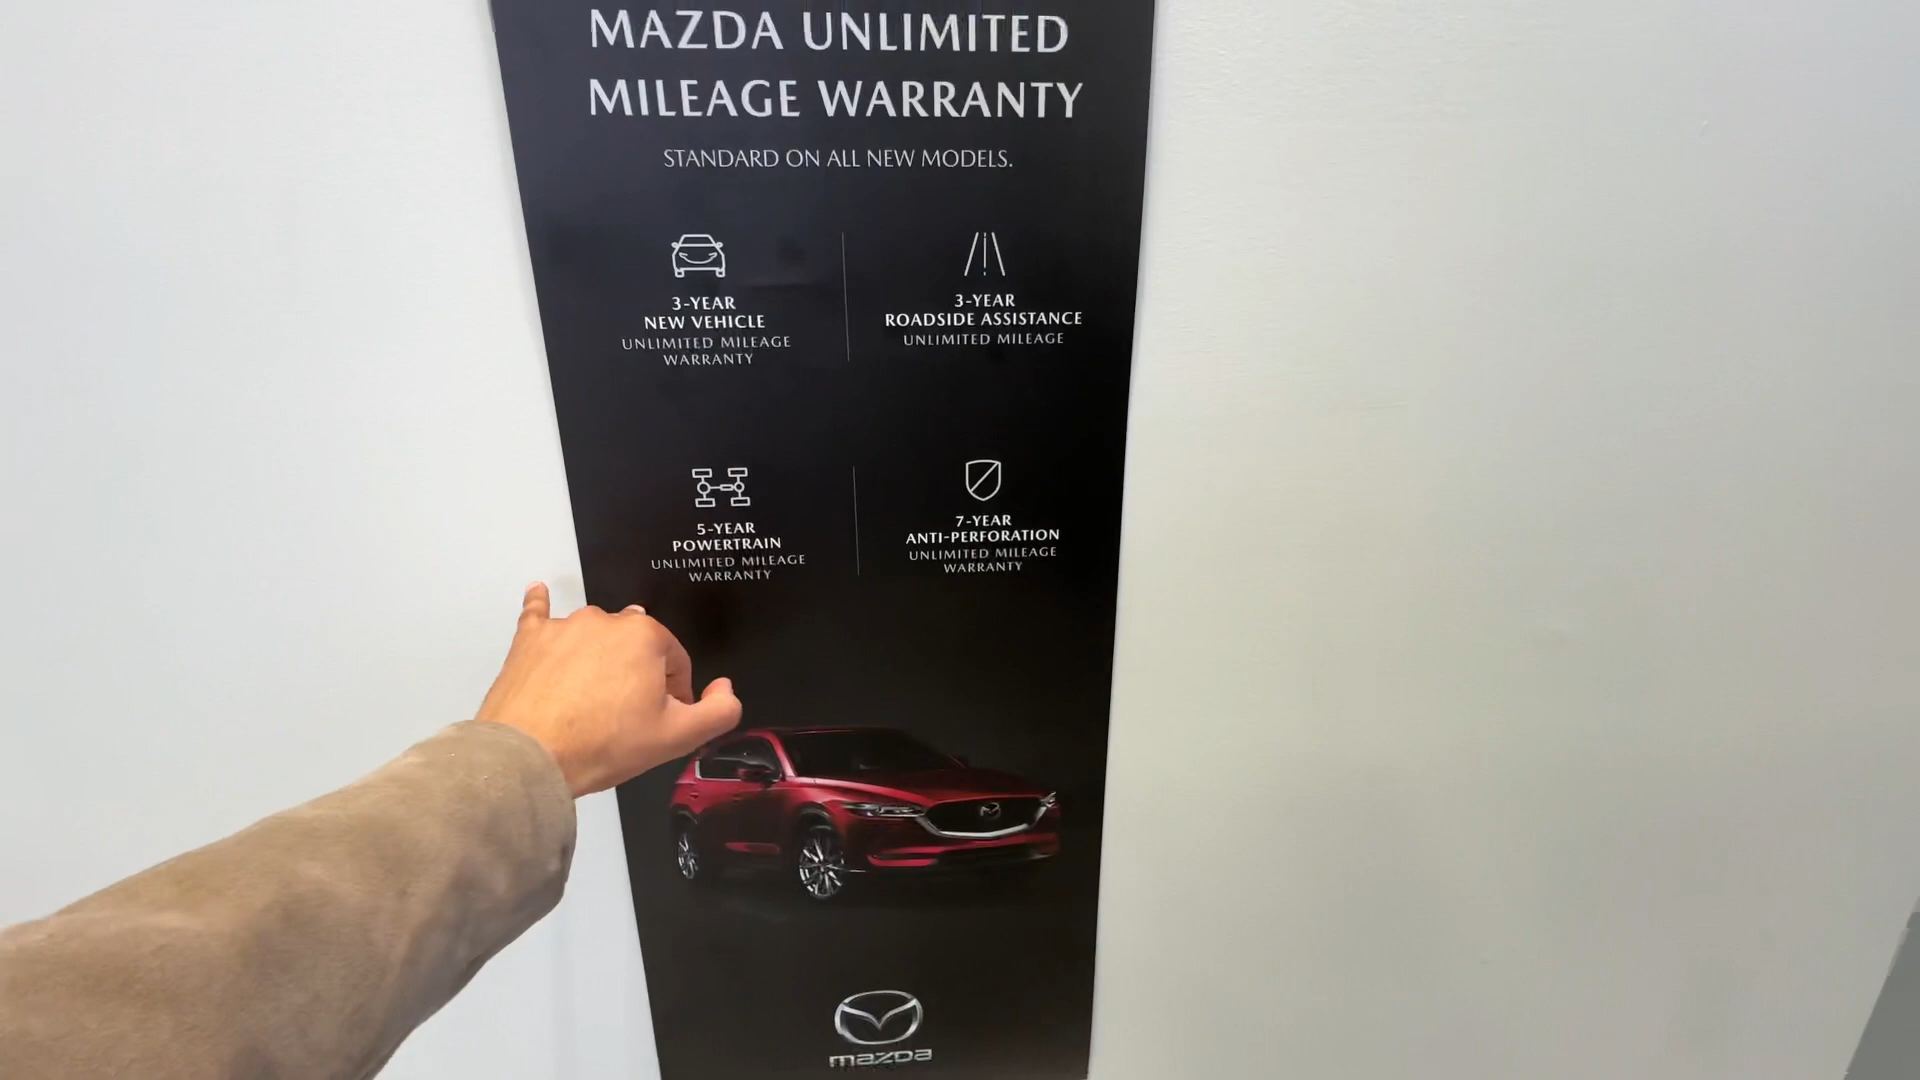 MAZDA UNLIMITED
MILEAGE WARRANTY
STANDARD ON ALL NEW MODELS.
3-YEAR
NEW VEHICLE
UNLIMITED MILEAGE
WARRANTY
3-YEAR
ROADSIDE ASSISTANCE
UNLIMITED MILEAGE
5-YEAR
POWERTRAIN
UNLIMITED MILEAGE
WARRANTY
7-YEAR
ANTI-PERFORATION
UNLIMITED MILEAGE
WARRANTY
mazda